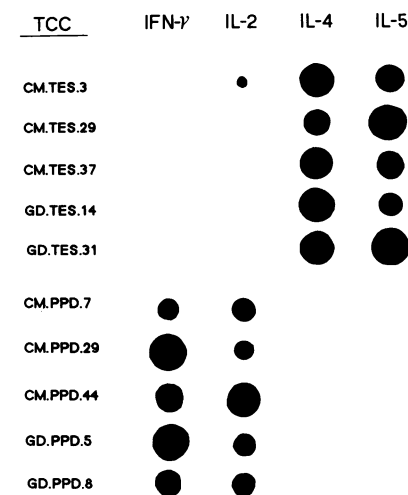 TCC IFN-γ IL-2 IL-4 IL-5
CM.TES.3
CM.TES.29
CM.TES.37
GD.TES.14
GD.TES.31
CM.PPD.7
CM.PPD.29
CM.PPD.44
GD.PPD.5
GD.PPD.8